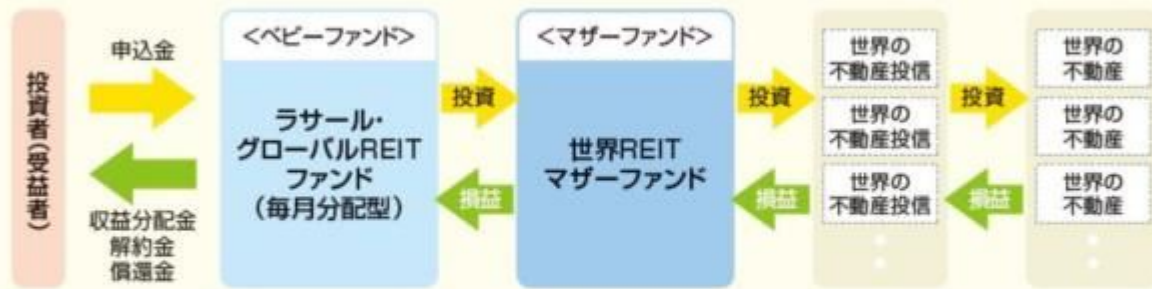 投資者(受益者)
申込金
収益分配金
解約金
償還金
<ベビーファンド>
ラサール・
グローバルREIT
ファンド
(毎月分配型)
投資
損益
<マザーファンド>
世界REIT
マザーファンド
投資
損益
世界の
不動産投信
世界の
不動産投信
世界の
不動産投信
投資
損益
世界の
不動産
世界の
不動産
世界の
不動産